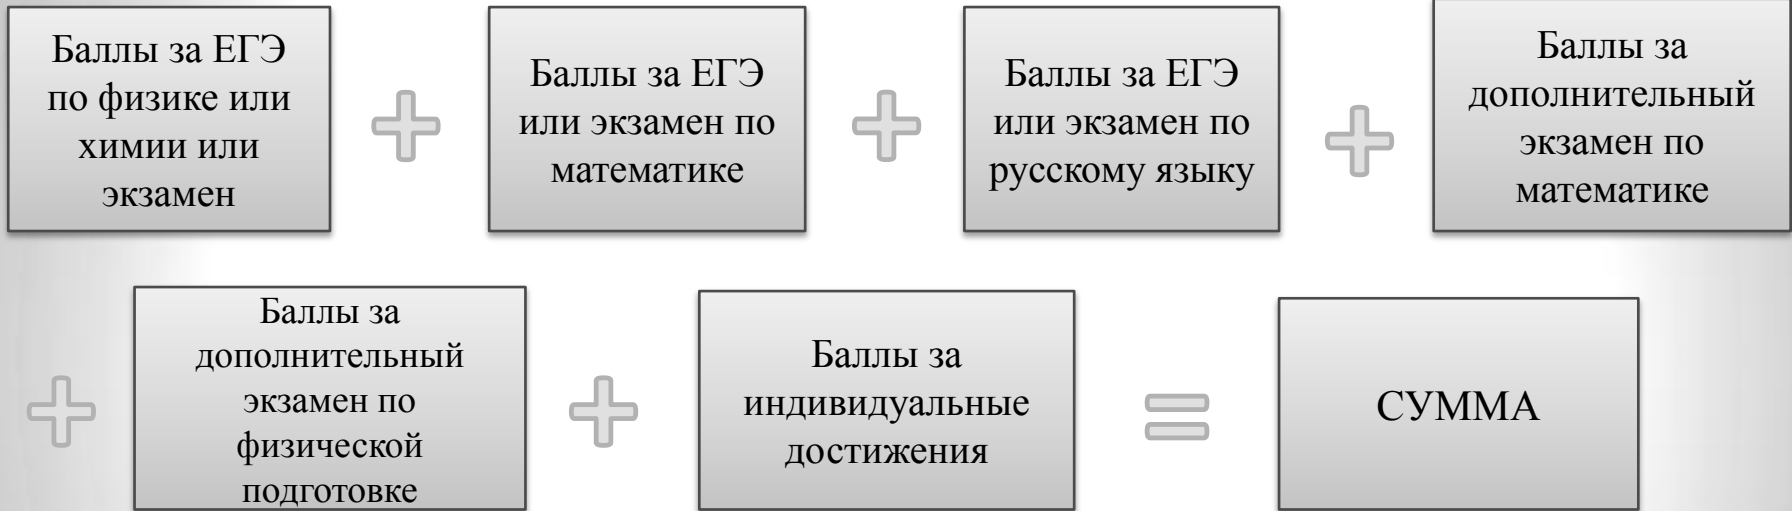 Баллы за ЕГЭ
по физике или
химии или
экзамен
Баллы за ЕГЭ
или экзамен по
математике
Баллы за ЕГЭ
или экзамен по
русскому языку
Баллы за
дополнительный
экзамен по
математике
Баллы за
дополнительный
экзамен по
физической
подготовке
Баллы за
индивидуальные
достижения
СУММА